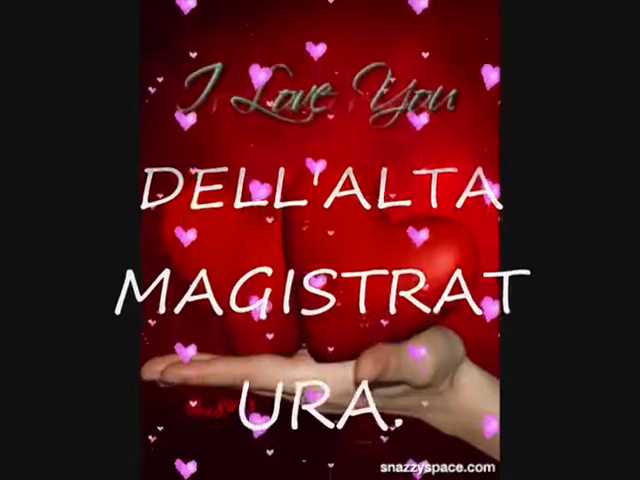 I Love You
DELL'ALTA
MAGISTRAT
URA.
snazzyspace.com